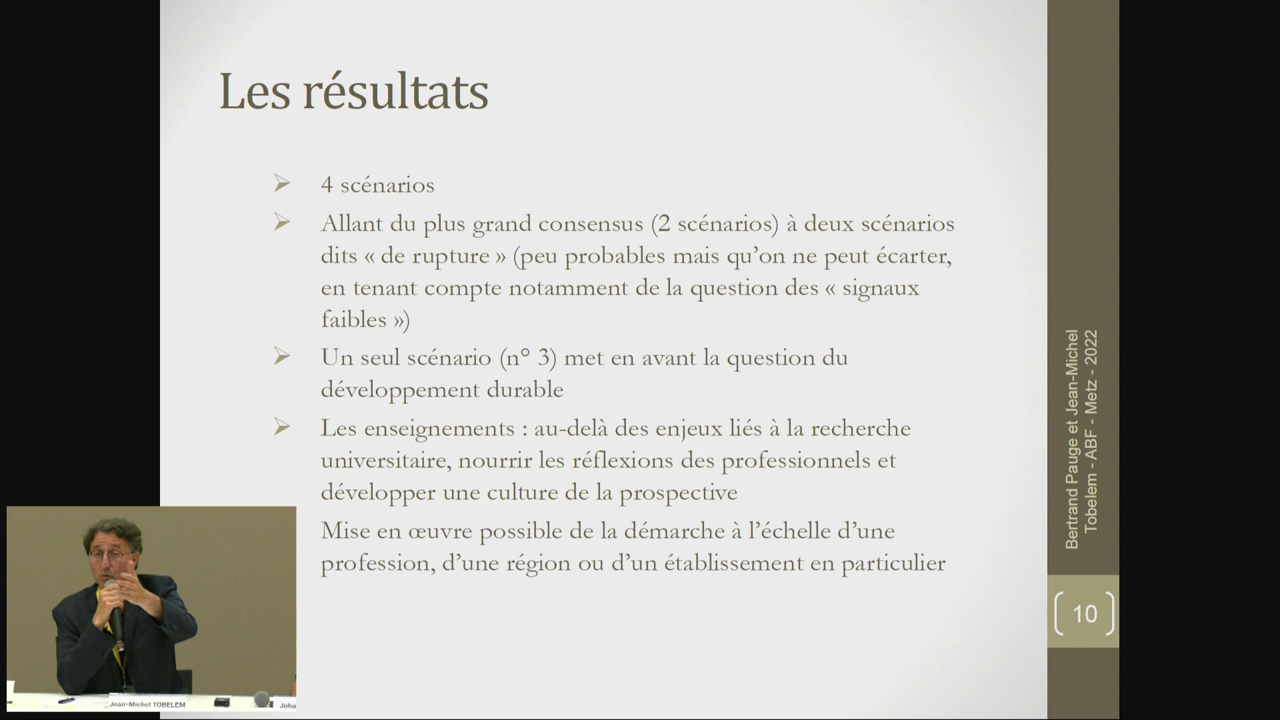 Les résultats
4 scénarios
Allant du plus grand consensus (2 scénarios) à deux scénarios
dits « de rupture » (peu probables mais qu’on ne peut écarter,
en tenant compte notamment de la question des « signaux
faibles »)
Un seul scénario (n° 3) met en avant la question du
développement durable
Les enseignements : au-delà des enjeux liés à la recherche
universitaire, nourrir les réflexions des professionnels et
développer une culture de la prospective
Mise en œuvre possible de la démarche à l’échelle d’une
profession, d’une région ou d’un établissement en particulier
Bertrand Pauge et Jean-Michel
Tobelem - ABF - Metz - 2022
10
Jean-Michel TOBELEM
Joha